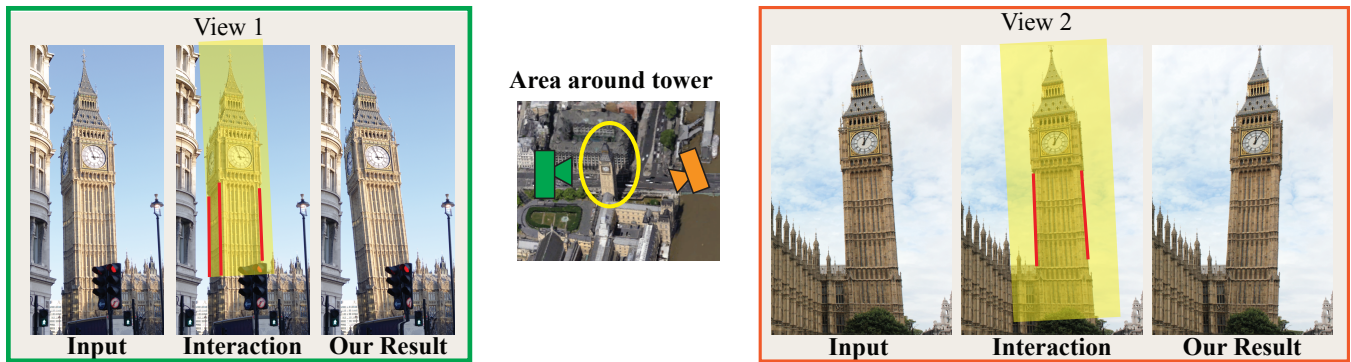 View 1
Input
Interaction
Our Result
Area around tower
View 2
Input
Interaction
Our Result